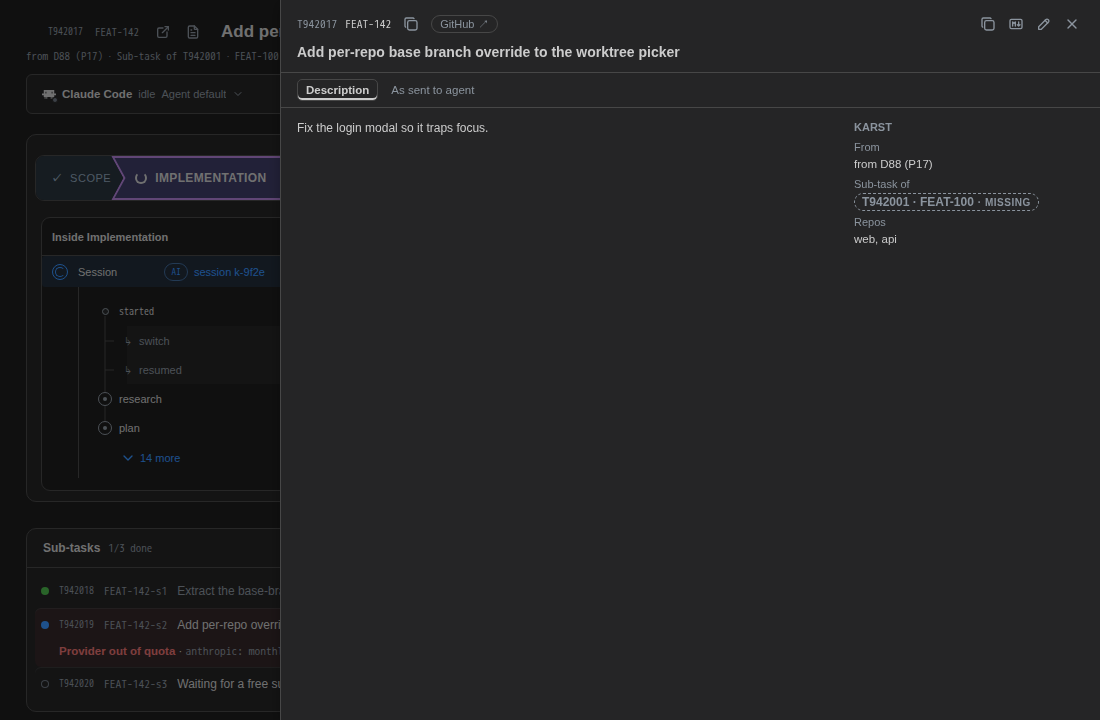 T942017 FEAT-142
Add pe
from D88 (P17) · Sub-task of T942001 · FEAT-100
Claude Code idle Agent default
✓ SCOPE
IMPLEMENTATION
Inside Implementation
Session AI session k-9f2e
started
↳ switch
↳ resumed
research
plan
14 more
Sub-tasks 1/3 done
T942018 FEAT-142-s1 Extract the base-br
T942019 FEAT-142-s2 Add per-repo overri
Provider out of quota · anthropic: month
T942020 FEAT-142-s3 Waiting for a free su
T942017 FEAT-142 GitHub ↗
Add per-repo base branch override to the worktree picker
Description As sent to agent
Fix the login modal so it traps focus.
KARST
From
from D88 (P17)
Sub-task of
T942001 · FEAT-100 · MISSING
Repos
web, api